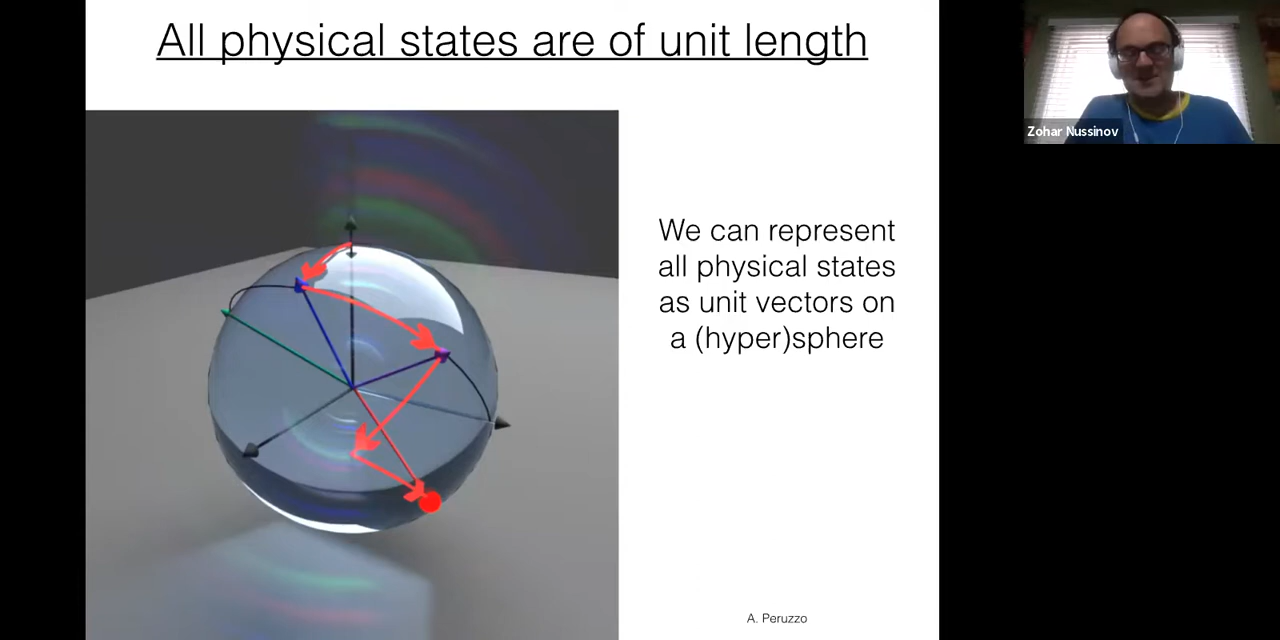 All physical states are of unit length
Zohar Nussinov
We can represent
all physical states
as unit vectors on
a (hyper)sphere
A. Peruzzo